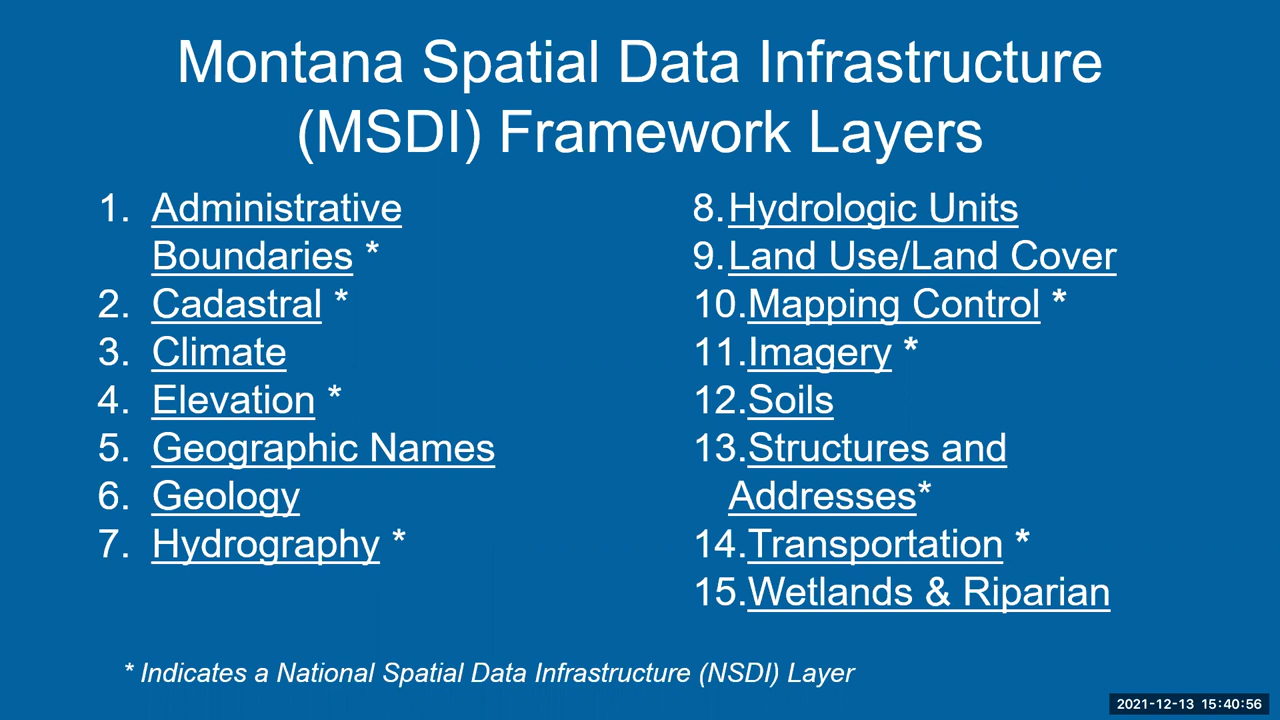 Montana Spatial Data Infrastructure
(MSDI) Framework Layers
1. Administrative
Boundaries *
2. Cadastral *
3. Climate
4. Elevation *
5. Geographic Names
6. Geology
7. Hydrography *
8. Hydrologic Units
9. Land Use/Land Cover
10. Mapping Control *
11. Imagery *
12. Soils
13. Structures and
Addresses*
14. Transportation *
15. Wetlands & Riparian
* Indicates a National Spatial Data Infrastructure (NSDI) Layer
2021-12-13 15:40:56